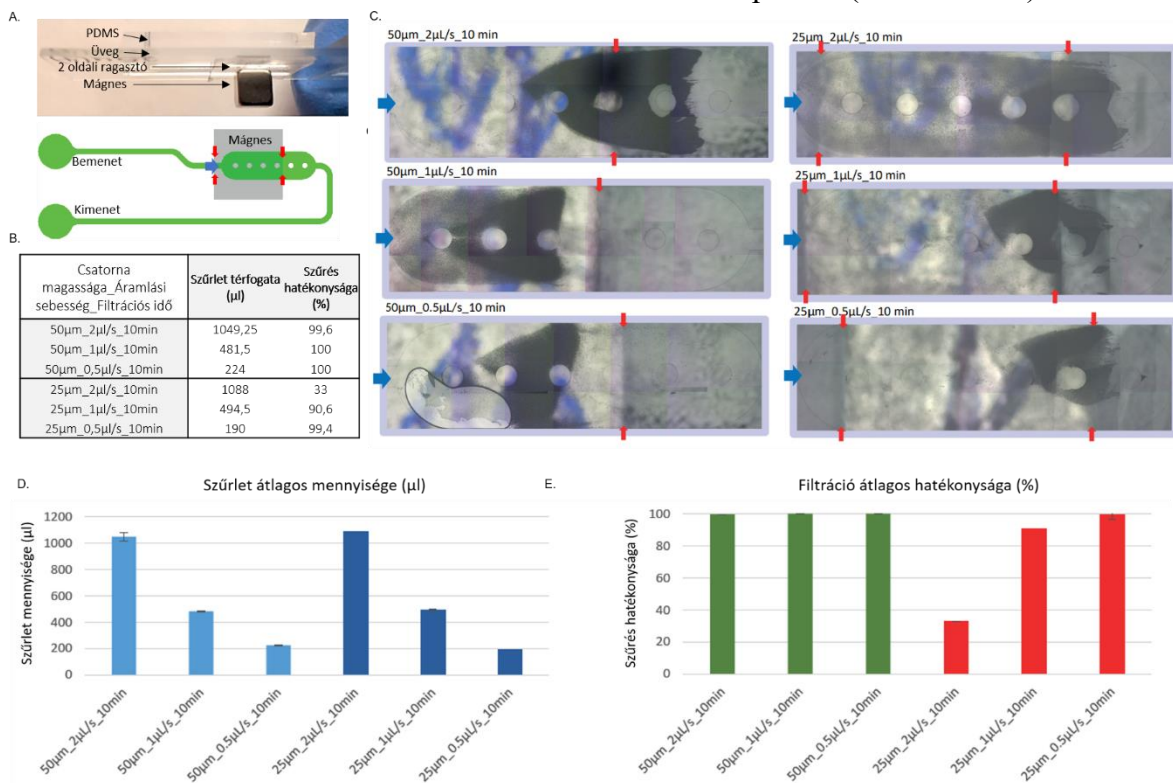 A.
PDMS
Üveg
2 oldali ragasztó
Mágnes
Mágnes
Bemenet
Kimenet
B.
Csatorna magassága_Áramlási sebesség_Filtrációs idő | Szűrlet térfogata (µl) | Szűrés hatékonysága (%)
50µm_2µl/s_10min 1049,25 99,6
50µm_1µl/s_10min 481,5 100
50µm_0,5µl/s_10min 224 100
25µm_2µl/s_10min 1088 33
25µm_1µl/s_10min 494,5 90,6
25µm_0,5µl/s_10min 190 99,4
C.
50µm_2µL/s_10 min
25µm_2µL/s_10 min
50µm_1µL/s_10 min
25µm_1µL/s_10 min
50µm_0.5µL/s_10 min
25µm_0.5µL/s_10 min
D.
Szűrlet átlagos mennyisége (µl)
Szűrlet mennyisége (µl)
1200
1000
800
600
400
200
0
50µm_2µL/s_10min
50µm_1µL/s_10min
50µm_0.5µL/s_10min
25µm_2µL/s_10min
25µm_1µL/s_10min
25µm_0.5µL/s_10min
E.
Filtráció átlagos hatékonysága (%)
Szűrés hatékonysága (%)
100
80
60
40
20
0
50µm_2µL/s_10min
50µm_1µL/s_10min
50µm_0.5µL/s_10min
25µm_2µL/s_10min
25µm_1µL/s_10min
25µm_0.5µL/s_10min